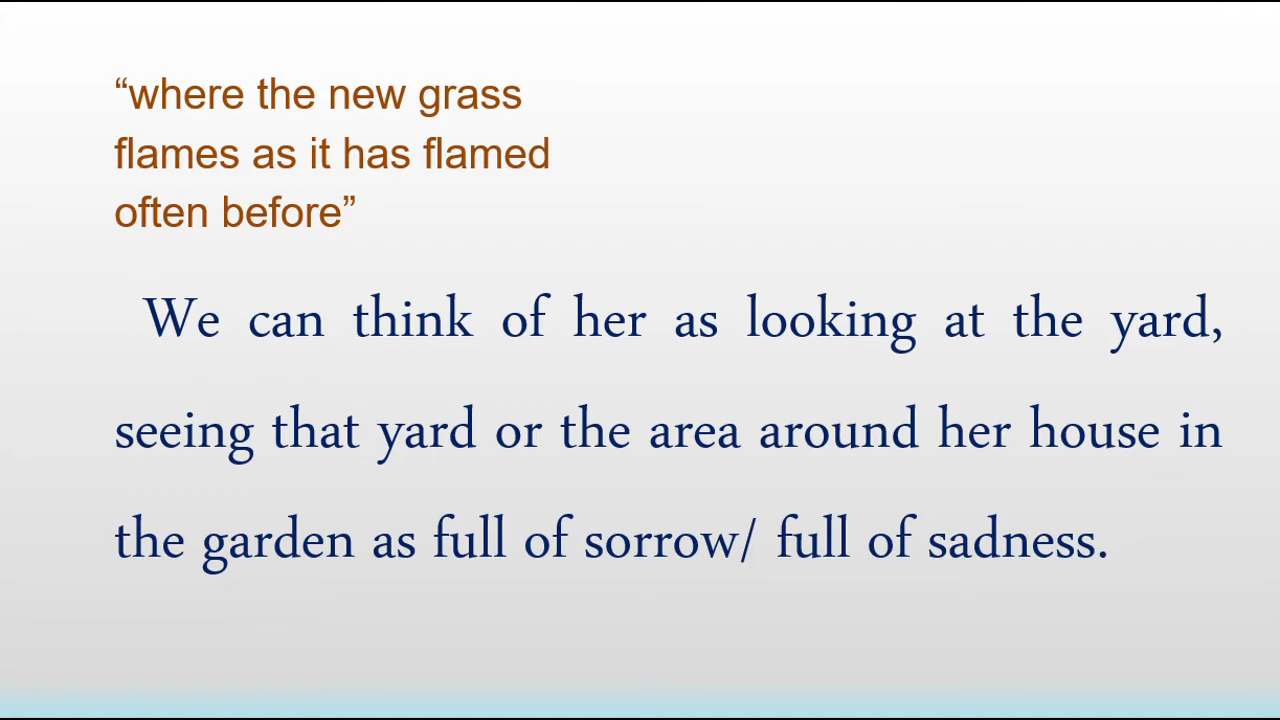 “where the new grass
flames as it has flamed
often before”
We can think of her as looking at the yard,
seeing that yard or the area around her house in
the garden as full of sorrow/ full of sadness.